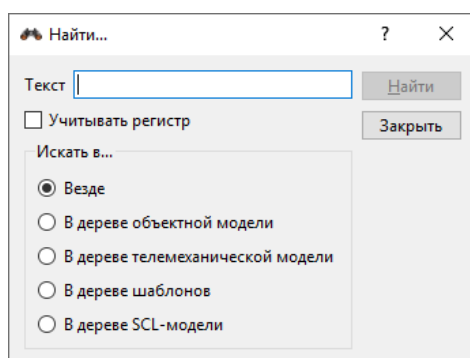 Найти...
Текст
Найти
Учитывать регистр
Закрыть
Искать в...
Везде
В дереве объектной модели
В дереве телемеханической модели
В дереве шаблонов
В дереве SCL-модели